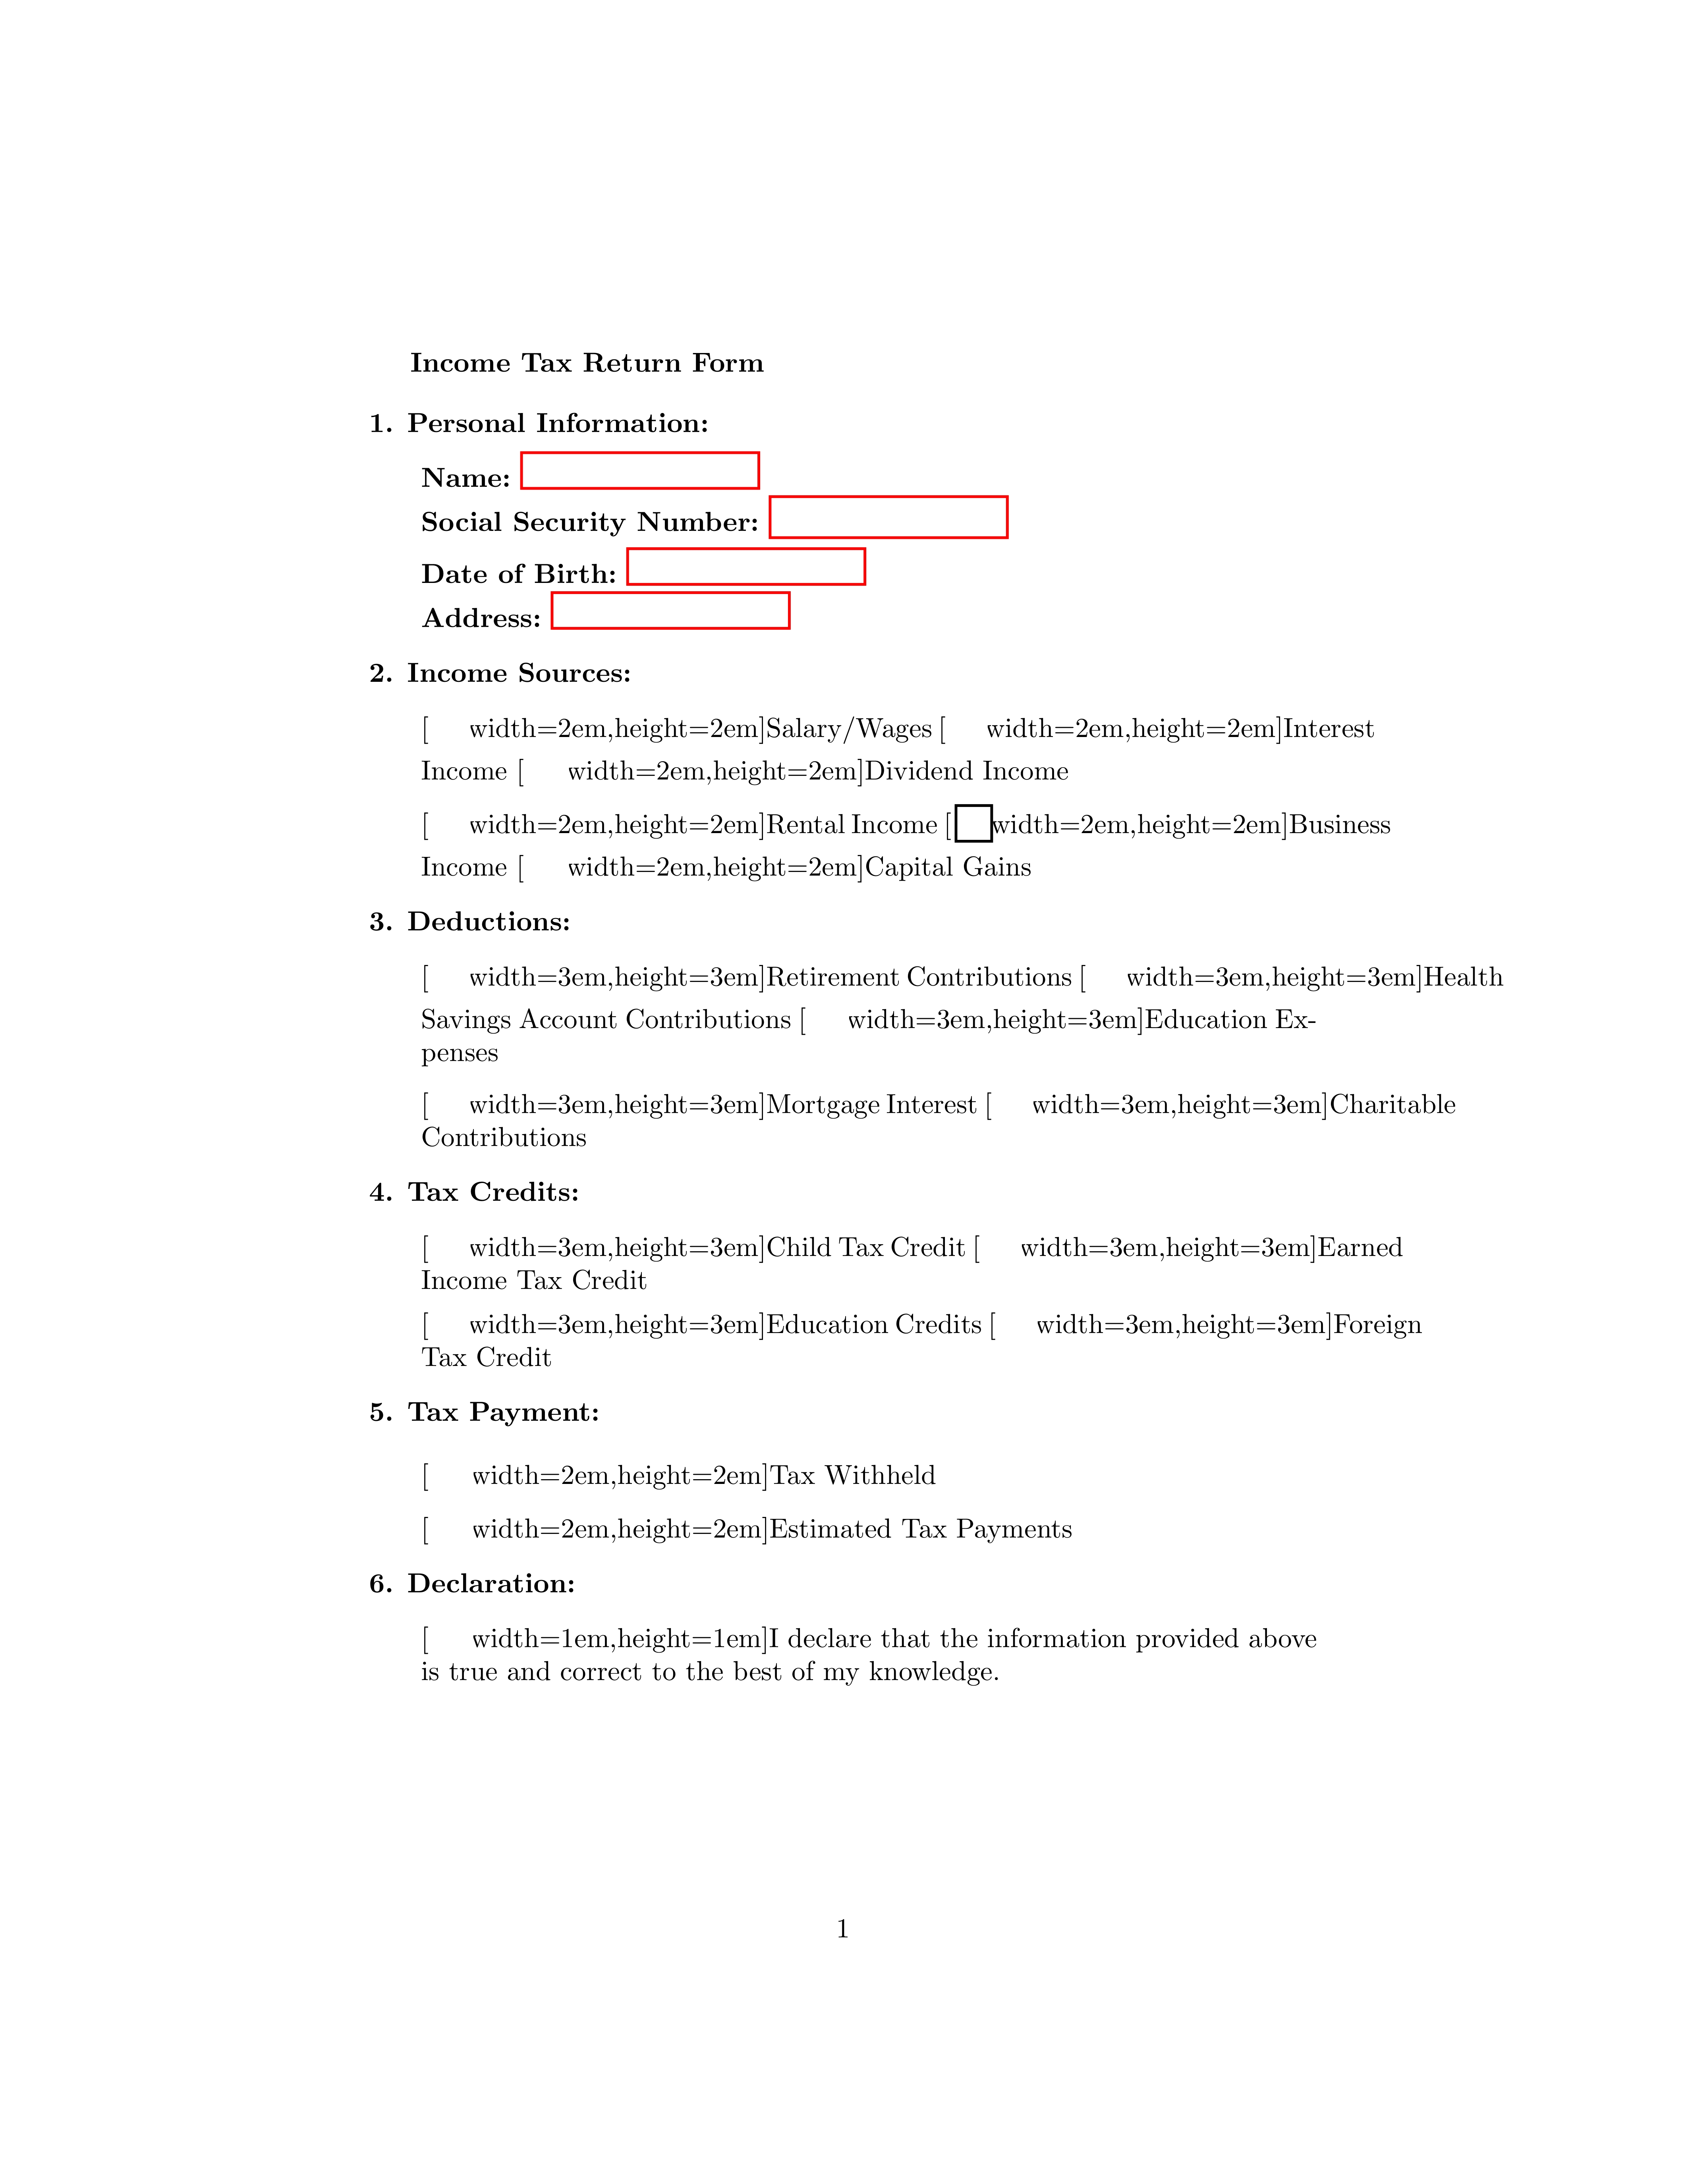 Income Tax Return Form
1. Personal Information:
Name:
Social Security Number:
Date of Birth:
Address:
2. Income Sources:
[ width=2em,height=2em]Salary/Wages [ width=2em,height=2em]Interest
Income [ width=2em,height=2em]Dividend Income
[ width=2em,height=2em]Rental Income [ width=2em,height=2em]Business
Income [ width=2em,height=2em]Capital Gains
3. Deductions:
[ width=3em,height=3em]Retirement Contributions [ width=3em,height=3em]Health
Savings Account Contributions [ width=3em,height=3em]Education Ex-
penses
[ width=3em,height=3em]Mortgage Interest [ width=3em,height=3em]Charitable
Contributions
4. Tax Credits:
[ width=3em,height=3em]Child Tax Credit [ width=3em,height=3em]Earned
Income Tax Credit
[ width=3em,height=3em]Education Credits [ width=3em,height=3em]Foreign
Tax Credit
5. Tax Payment:
[ width=2em,height=2em]Tax Withheld
[ width=2em,height=2em]Estimated Tax Payments
6. Declaration:
[ width=1em,height=1em]I declare that the information provided above
is true and correct to the best of my knowledge.
1